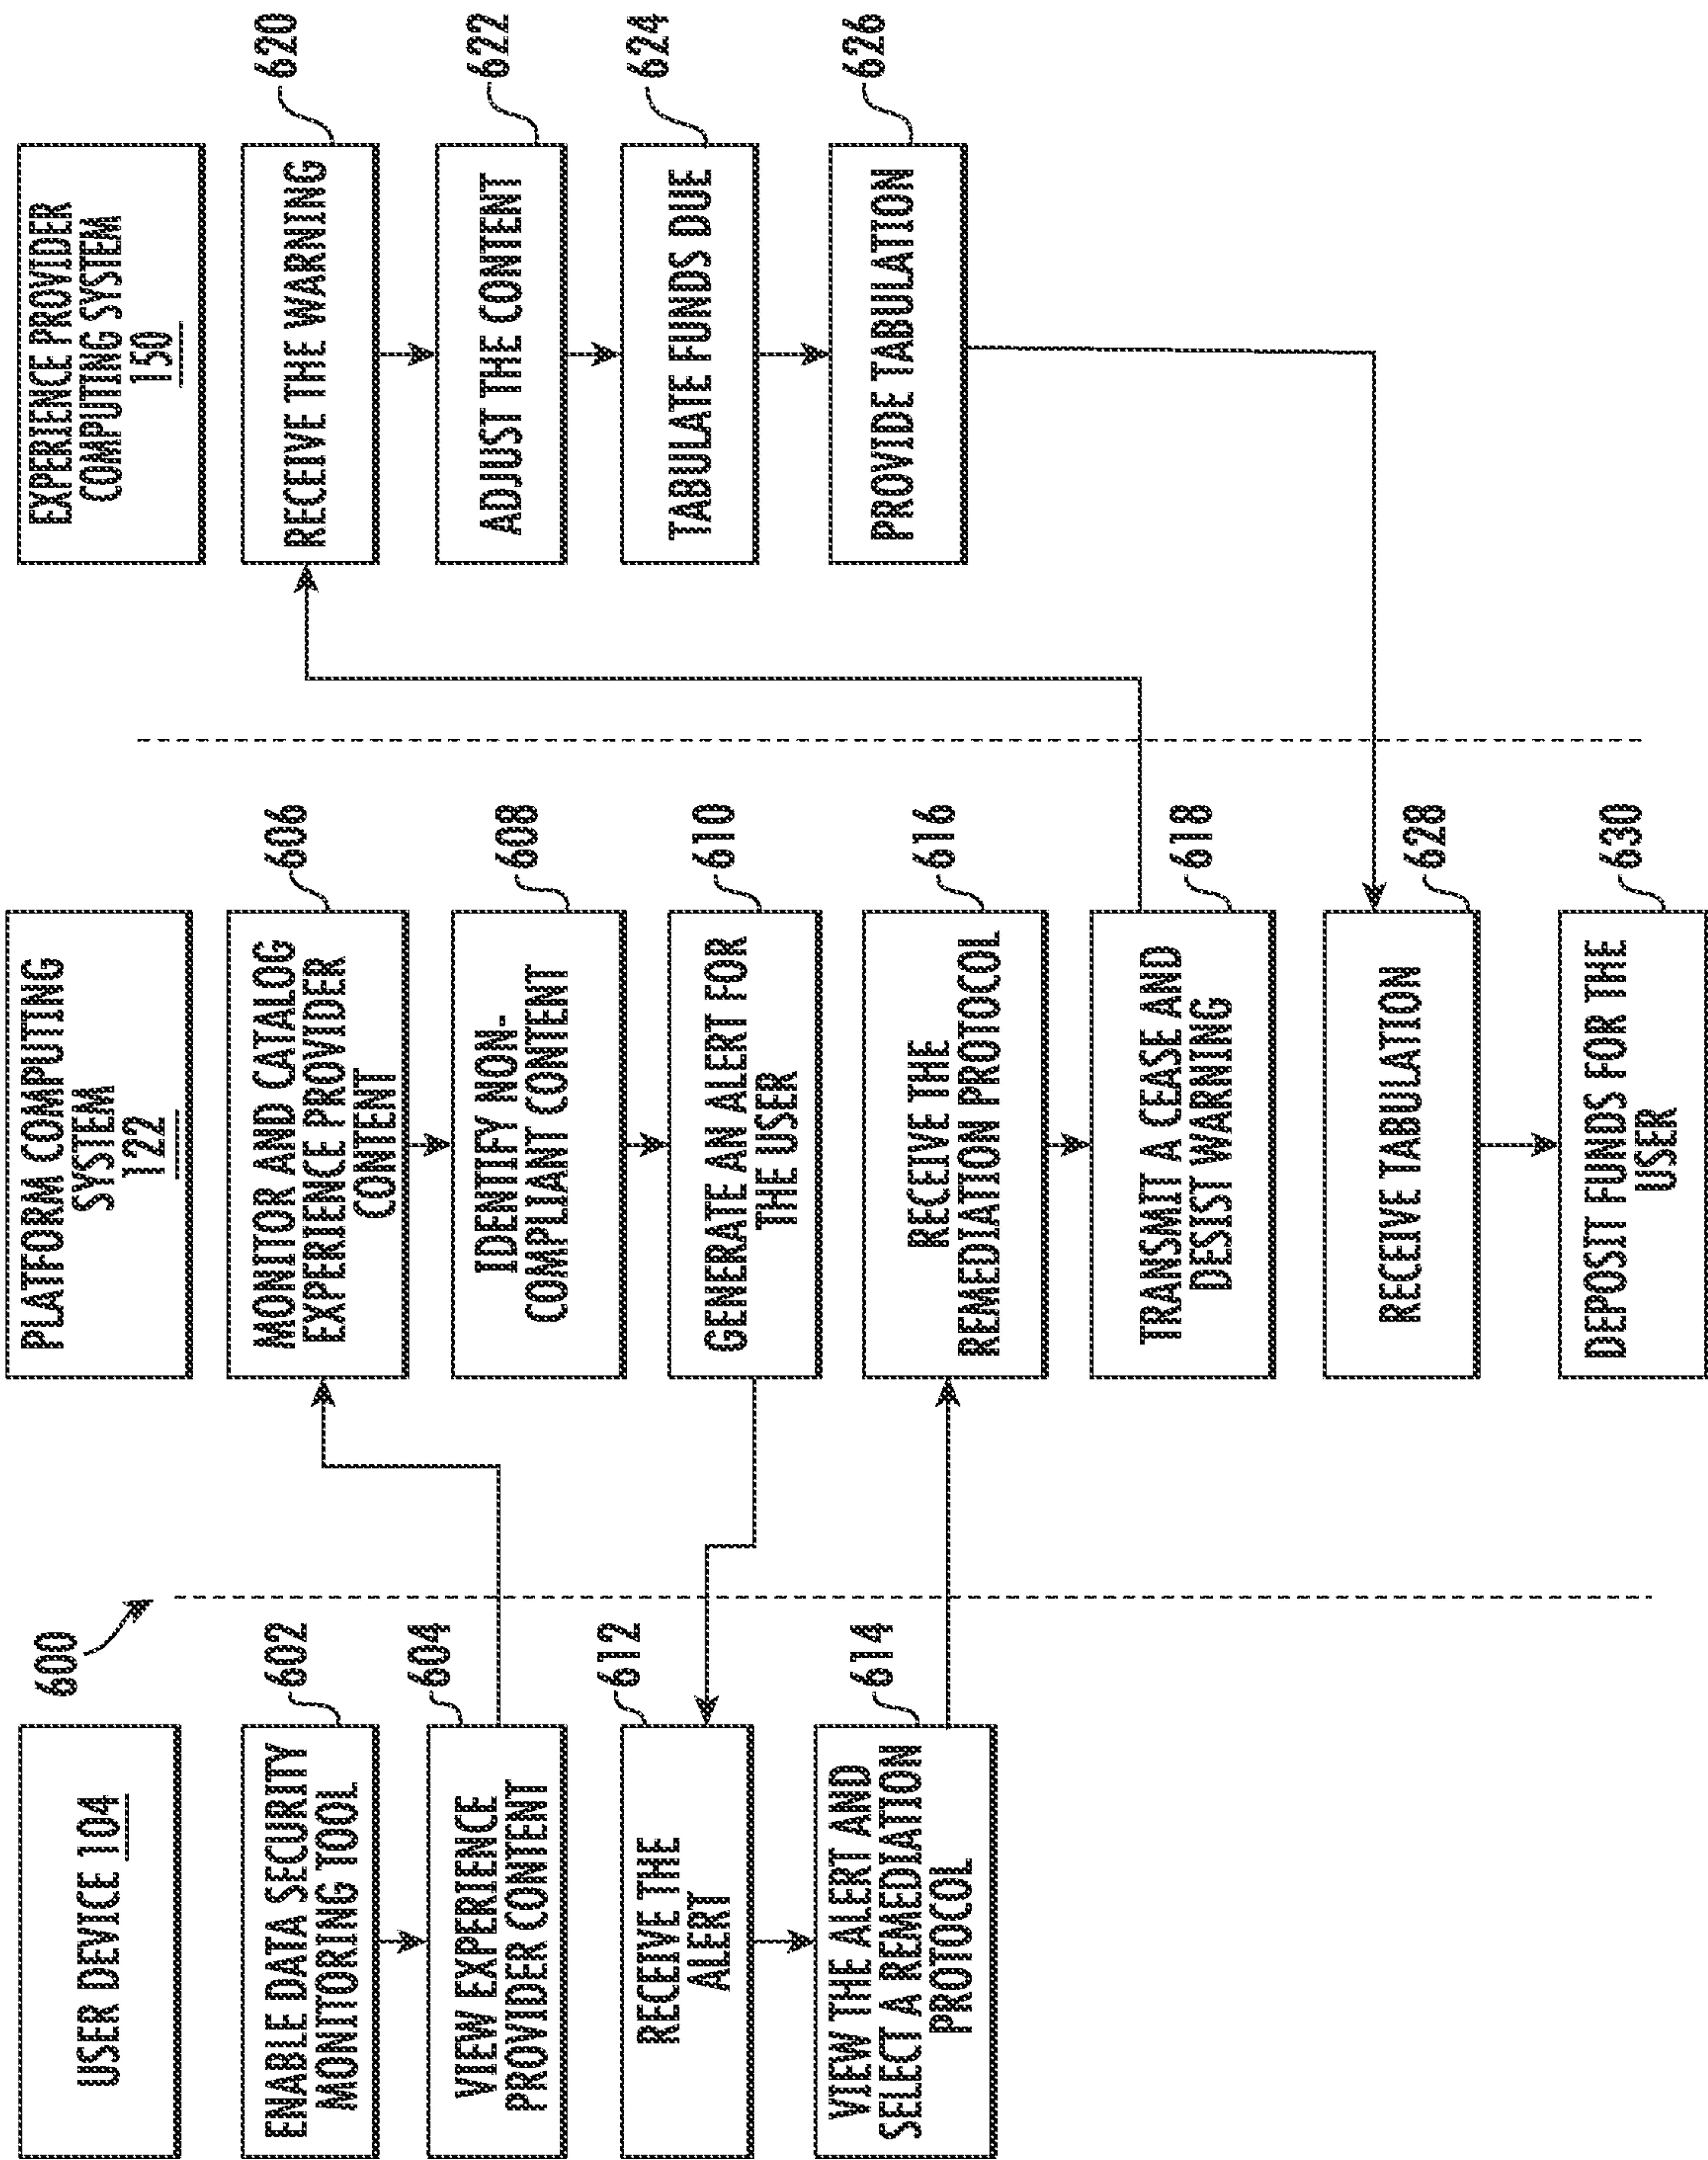 600
USER DEVICE 104
ENABLE DATA SECURITY
MONITORING TOOL
602
VIEW EXPERIENCE
PROVIDER CONTENT
604
RECEIVE THE
ALERT
612
VIEW THE ALERT AND
SELECT A REMEDIATION
PROTOCOL
614
PLATFORM COMPUTING
SYSTEM
122
MONITOR AND CATALOG
EXPERIENCE PROVIDER
CONTENT
606
IDENTIFY NON-
COMPLIANT CONTENT
608
GENERATE AN ALERT FOR
THE USER
610
RECEIVE THE
REMEDIATION PROTOCOL
616
TRANSMIT A CEASE AND
DESIST WARNING
618
RECEIVE TABULATION
628
DEPOSIT FUNDS FOR THE
USER
630
EXPERIENCE PROVIDER
COMPUTING SYSTEM
150
RECEIVE THE WARNING
620
ADJUST THE CONTENT
622
TABULATE FUNDS DUE
624
PROVIDE TABULATION
626